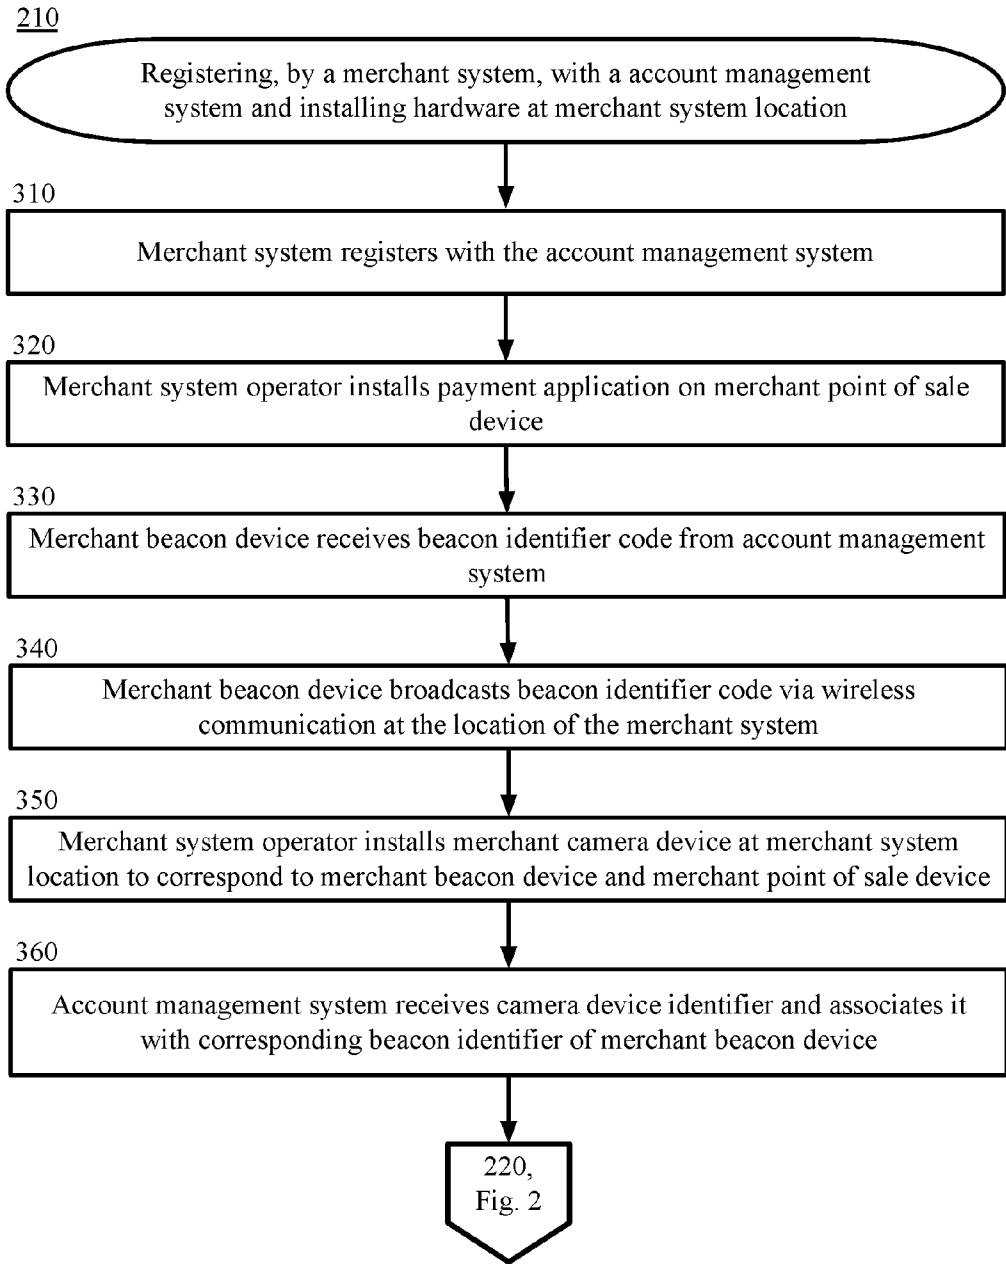 210
Registering, by a merchant system, with a account management
system and installing hardware at merchant system location
310
Merchant system registers with the account management system
320
Merchant system operator installs payment application on merchant point of sale
device
330
Merchant beacon device receives beacon identifier code from account management
system
340
Merchant beacon device broadcasts beacon identifier code via wireless
communication at the location of the merchant system
350
Merchant system operator installs merchant camera device at merchant system
location to correspond to merchant beacon device and merchant point of sale device
360
Account management system receives camera device identifier and associates it
with corresponding beacon identifier of merchant beacon device
220,
Fig. 2